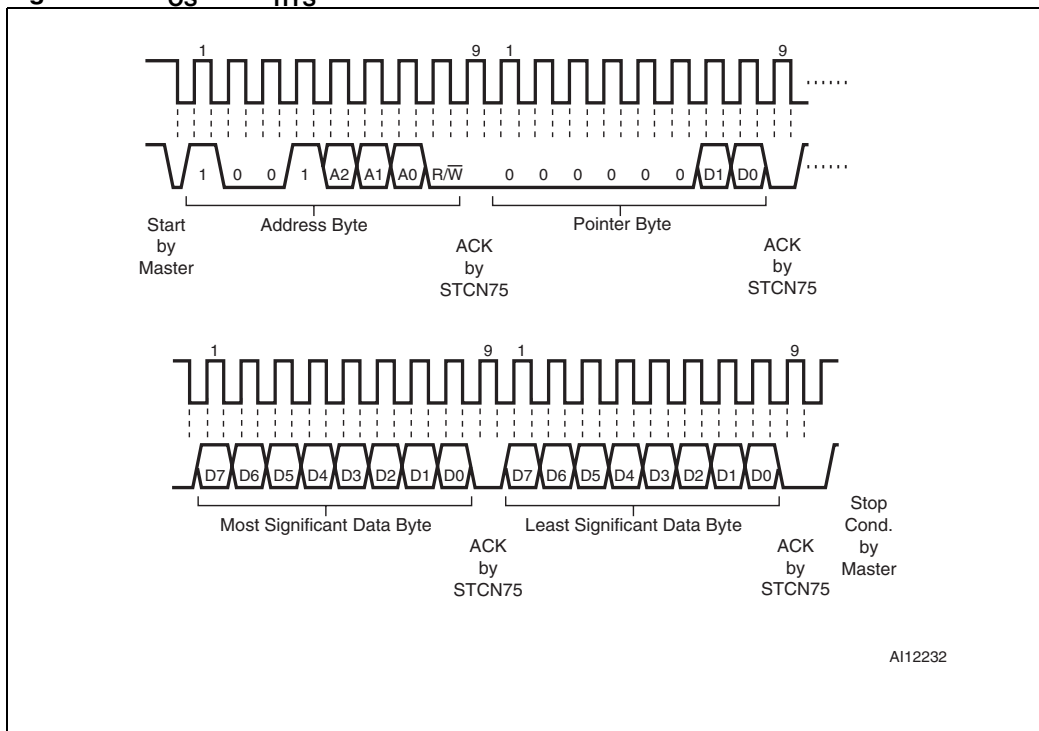 OS HYS
1 9 1 9
1 0 0 1 A2 A1 A0 R/W̅ 0 0 0 0 0 0 D1 D0
Address Byte Pointer Byte
Start
by
Master
ACK
by
STCN75
ACK
by
STCN75
1 9 1 9
D7 D6 D5 D4 D3 D2 D1 D0 D7 D6 D5 D4 D3 D2 D1 D0
Most Significant Data Byte Least Significant Data Byte
ACK
by
STCN75
ACK
by
STCN75
Stop
Cond.
by
Master
AI12232